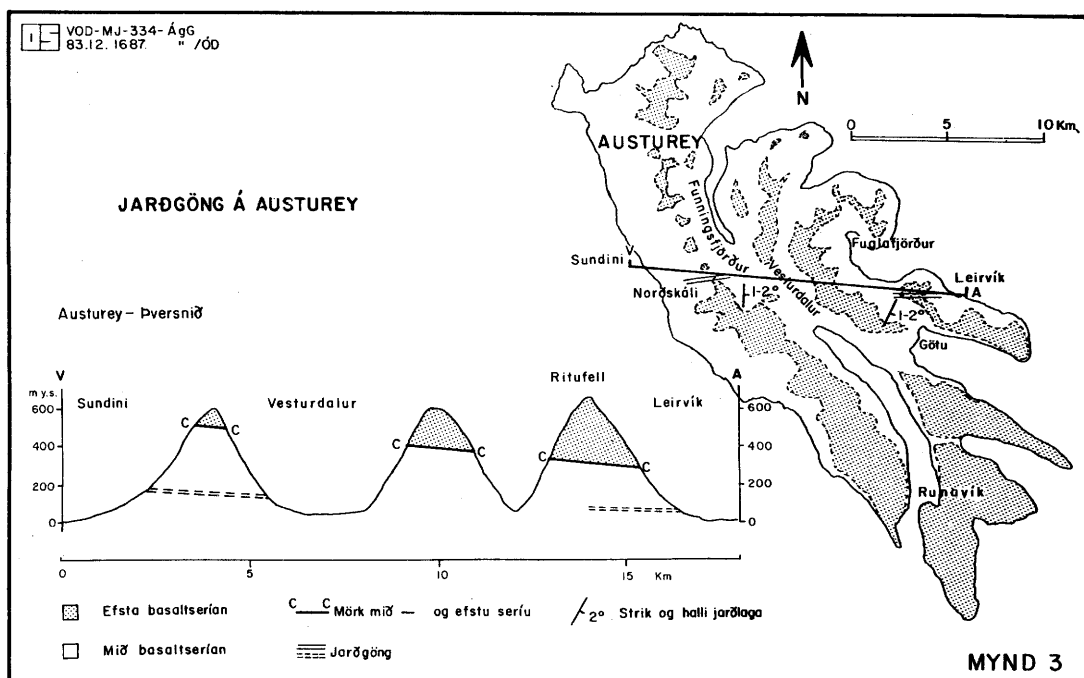 OS VOD-MJ-334-ÁgG
83.12.1687. " /ÓD
JARÐGÖNG Á AUSTUREY
Austurey – Þversnið
N
0 5 10 Km.
AUSTUREY
Funningsfjörður
Fuglafjörður
V
Sundini
Vesturdalur
Leirvík
A
Norðskáli
1-2°
1-2°
Götu
Runavík
V
A
m y.s.
Sundini
Vesturdalur
Ritufell
Leirvík
600
400
200
0
C C
C C
C C
600
400
200
0
0 5 10 15 Km
Efsta basaltserían
C C Mörk mið – og efstu seríu
2° Strik og halli jarðlaga
Mið basaltserían
Jarðgöng
MYND 3